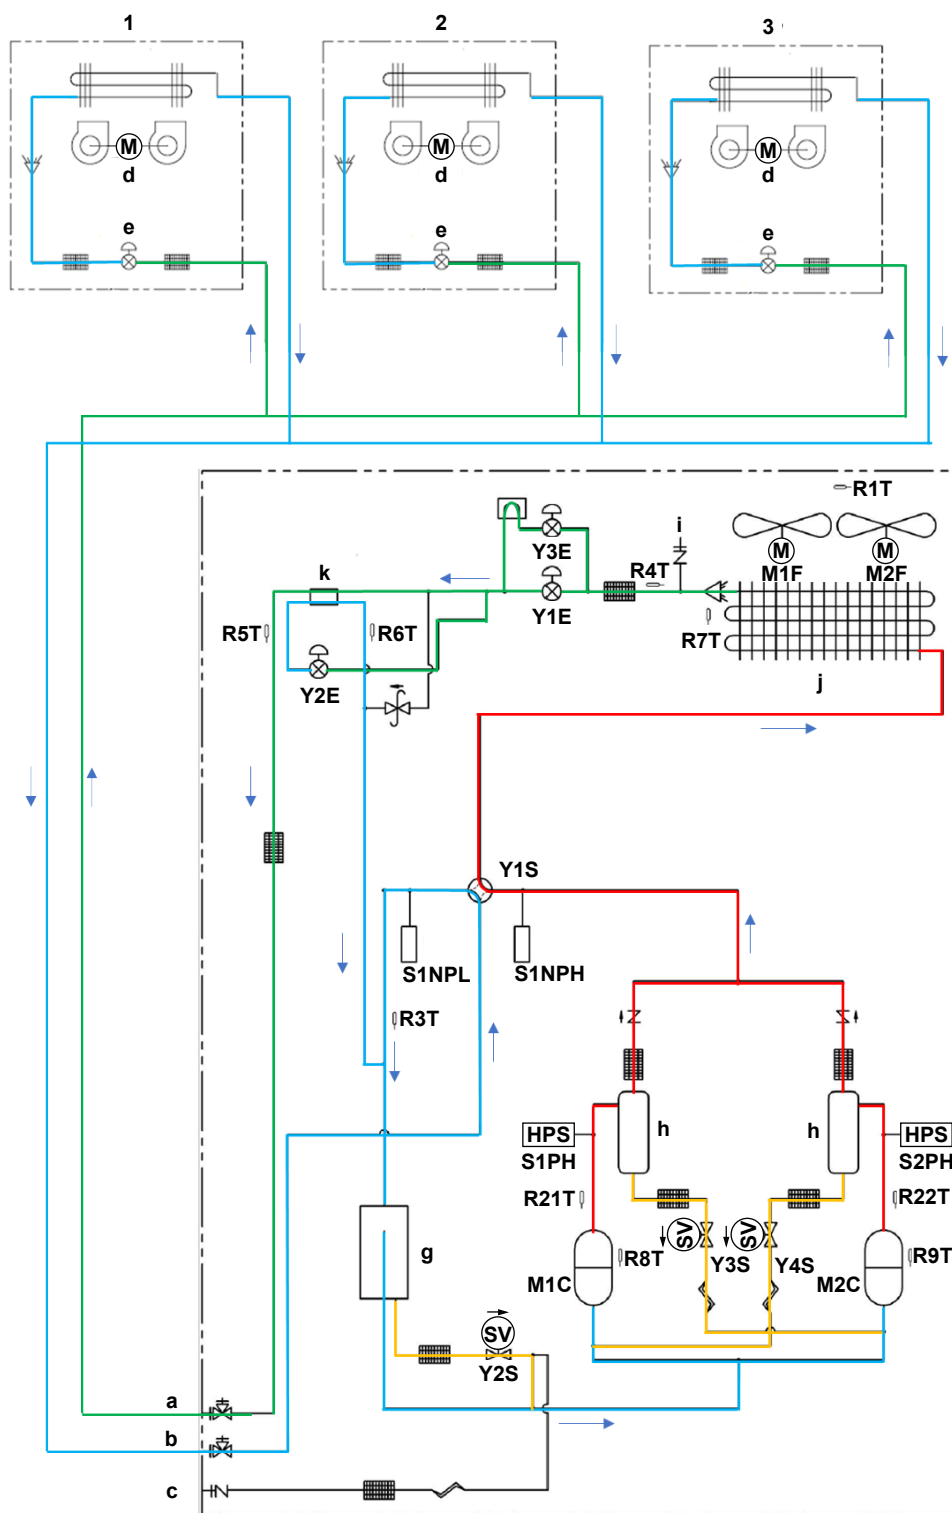 1 2 3
M M M
d d d
e e e
R1T
i
Y3E
M M
k R4T M1F M2F
Y1E
R5T R6T R7T
Y2E j
Y1S
S1NPL S1NPH
R3T
HPS h h HPS
S1PH S2PH
R21T R22T
SV SV
g R8T Y3S Y4S R9T
M1C M2C
SV
Y2S
a
b
c